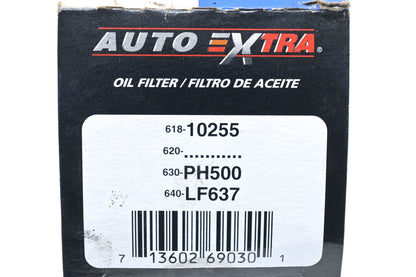 AUTO EXTRA®
OIL FILTER / FILTRO DE ACEITE
618-10255
620-...........
630-PH500
640-LF637
7 13602 69030 1